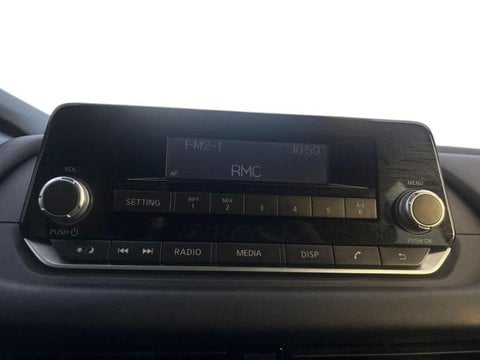 FM2-1 10:59
AF RMC
VOL MENU
SETTING RPT 1 MIX 2 3 4 5 A-Z 6
PUSH PUSH OK
RADIO MEDIA DISP